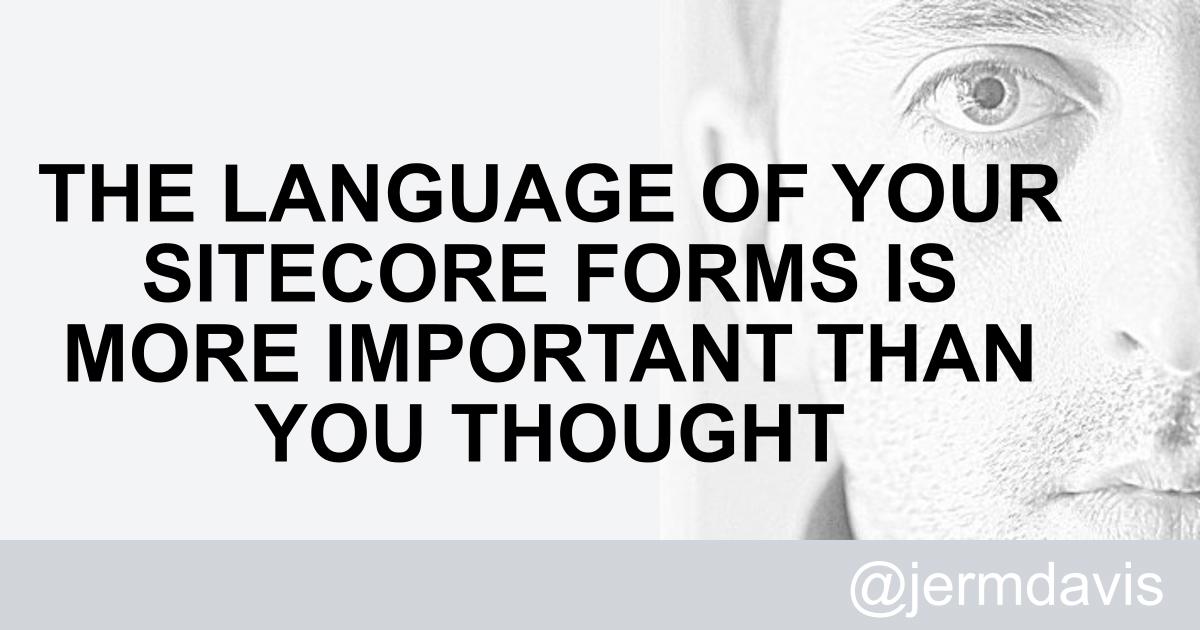 THE LANGUAGE OF YOUR
SITECORE FORMS IS
MORE IMPORTANT THAN
YOU THOUGHT
@jermdavis